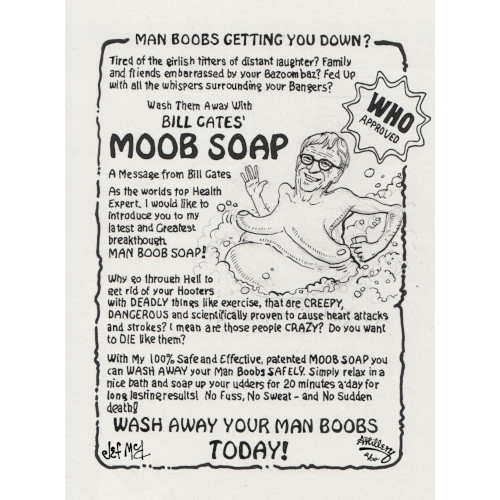 MAN BOOBS GETTING YOU DOWN?
Tired of the girlish titters of distant laughter? Family
and friends embarrassed by your Bazoombaz? Fed Up
with all the whispers surrounding your Bangers?
WHO
APPROVED
Wash Them Away With
BILL GATES'
MOOB SOAP
A Message from Bill Gates
As the worlds top Health
Expert. I would like to
introduce you to my
latest and Greatest
breakthough.
MAN BOOB SOAP!
Why go through Hell to
get rid of your Hooters
with DEADLY things like exercise, that are CREEPY,
DANGEROUS and scientifically proven to cause heart attacks
and strokes? I mean are those people CRAZY? Do you want
to DIE like them?
With My 100% Safe and Effective, patented MOOB SOAP you
can WASH AWAY your Man Boobs SAFELY. Simply relax in a
nice bath and soap up your udders for 20 minutes a day for
long lasting results! No Fuss, No Sweat - and No Sudden
death!
WASH AWAY YOUR MAN BOOBS
TODAY!